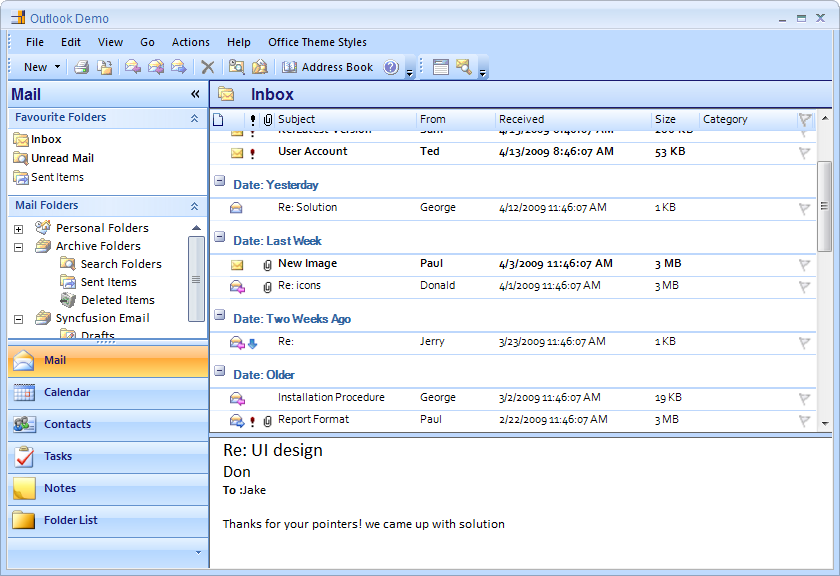 Outlook Demo
File Edit View Go Actions Help Office Theme Styles
New Address Book
Mail «
Favourite Folders
Inbox
Unread Mail
Sent Items
Mail Folders
Personal Folders
Archive Folders
Search Folders
Sent Items
Deleted Items
Syncfusion Email
Drafts
Mail
Calendar
Contacts
Tasks
Notes
Folder List
Inbox
Subject From Received Size Category
User Account Ted 4/13/2009 8:46:07 AM 53 KB
Date: Yesterday
Re: Solution George 4/12/2009 11:46:07 AM 1 KB
Date: Last Week
New Image Paul 4/3/2009 11:46:07 AM 3 MB
Re: icons Donald 4/1/2009 11:46:07 AM 3 MB
Date: Two Weeks Ago
Re: Jerry 3/23/2009 11:46:07 AM 1 KB
Date: Older
Installation Procedure George 3/2/2009 11:46:07 AM 19 KB
Report Format Paul 2/22/2009 11:46:07 AM 3 MB
Re: UI design
Don
To :Jake
Thanks for your pointers! we came up with solution